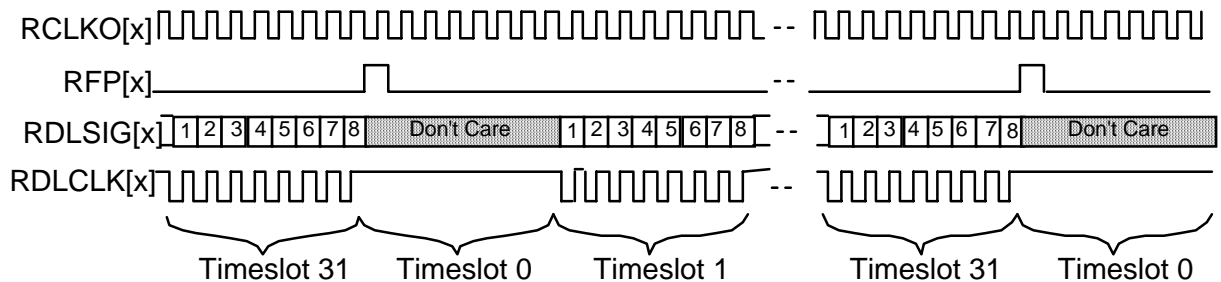 RCLKO[x] - -
RFP[x] - -
RDLSIG[x] 1 2 3 4 5 6 7 8 Don't Care 1 2 3 4 5 6 7 8 - - 1 2 3 4 5 6 7 8 Don't Care
RDLCLK[x] - -
Timeslot 31 Timeslot 0 Timeslot 1 Timeslot 31 Timeslot 0